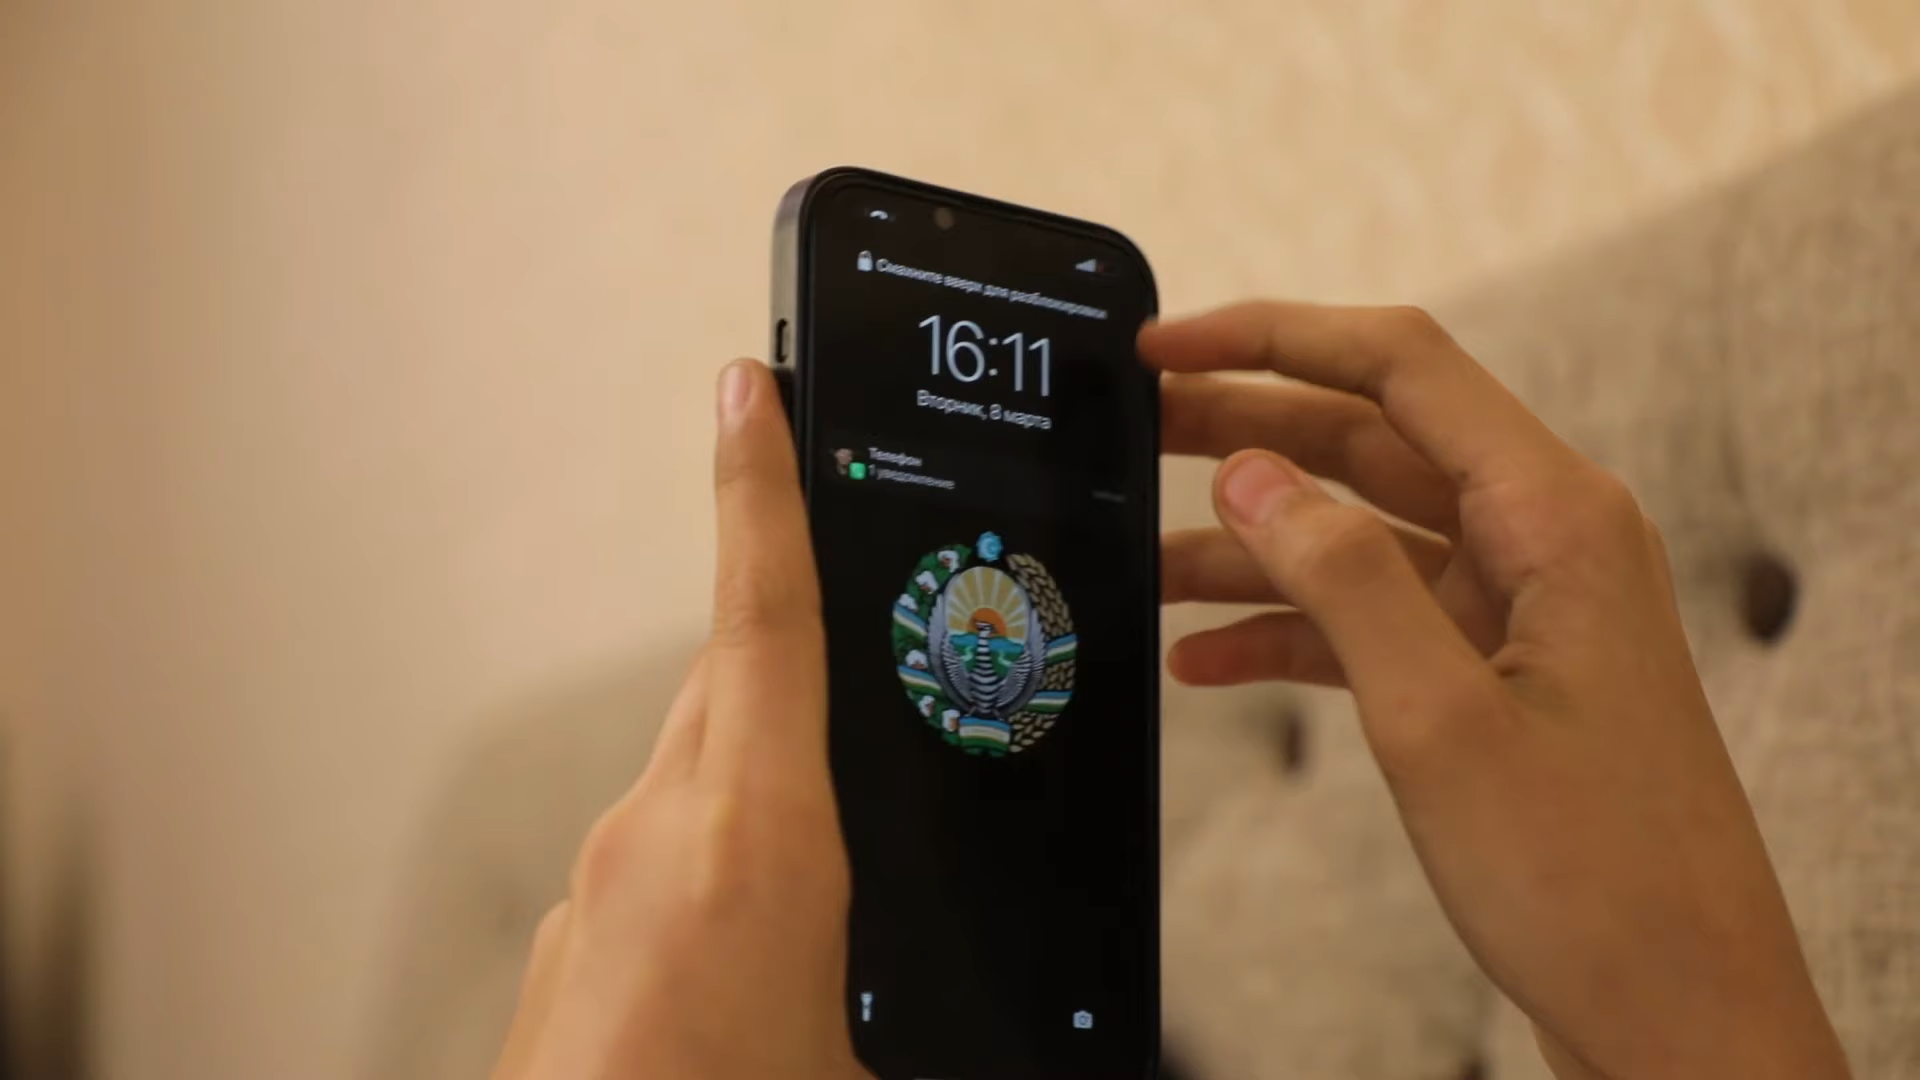 Смахните вверх для разблокировки
16:11
Вторник, 8 марта
Телефон
1 уведомление